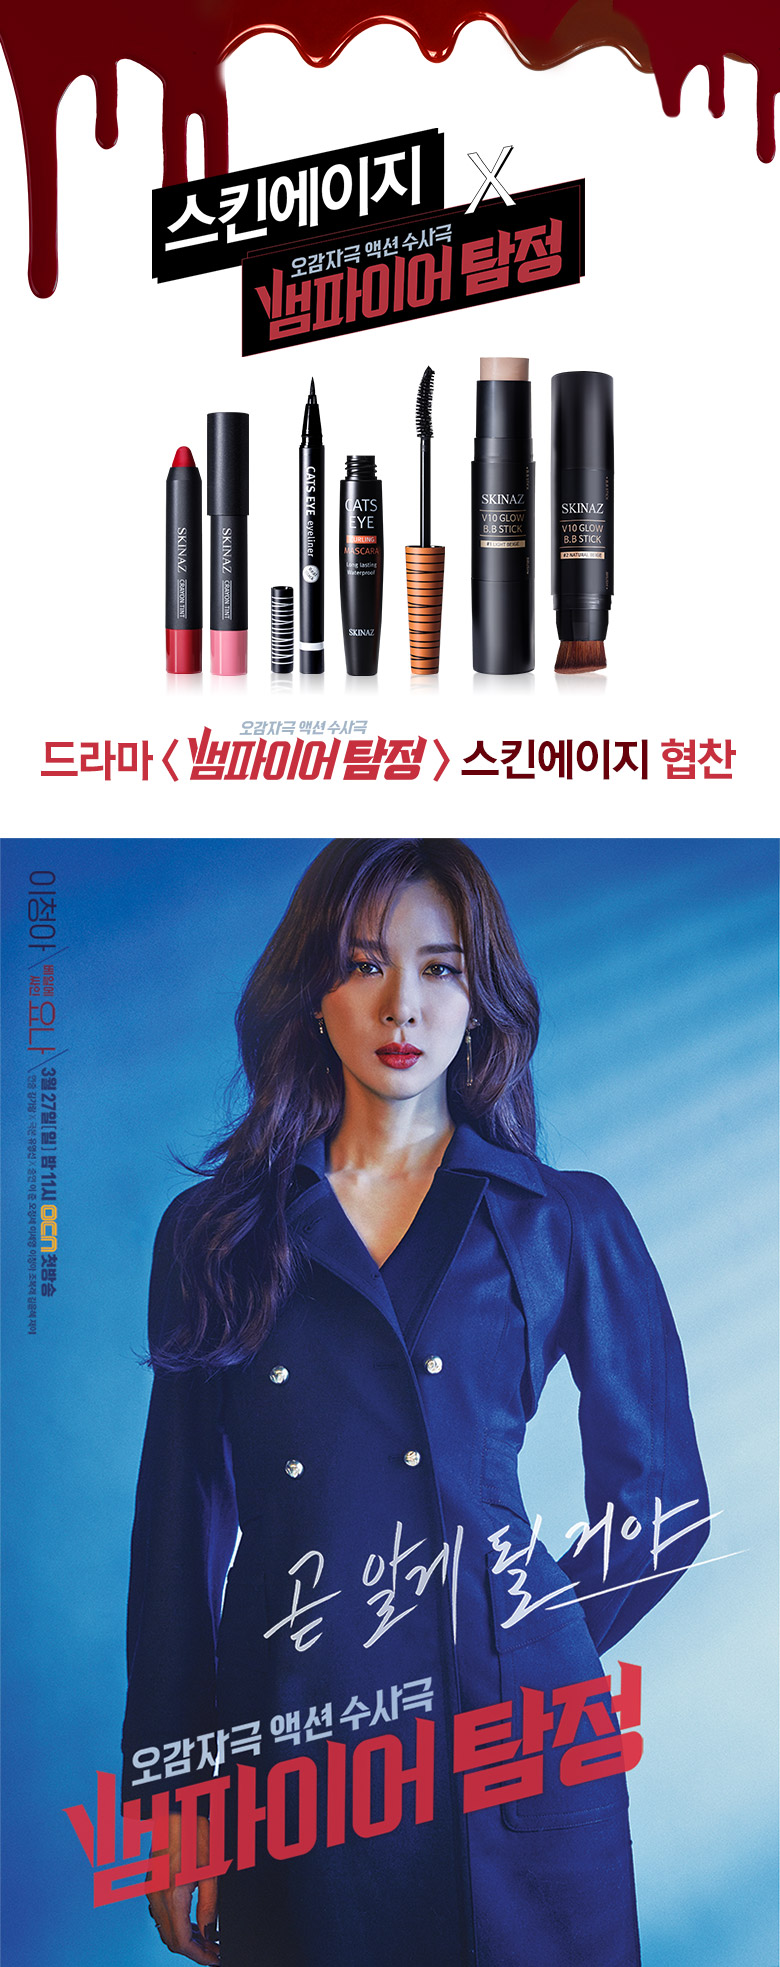 스킨에이지 X
오감자극 액션 수사극
뱀파이어 탐정
SKINAZ
CRAYON TINT
SKINAZ
CRAYON TINT
CATS EYE eyeliner
CATS
EYE
CURLING
MASCARA
Long lasting
Waterproof
SKINAZ
SKINAZ
V10 GLOW
B.B STICK
#1 LIGHT BEIGE
SKINAZ
V10 GLOW
B.B STICK
#2 NATURAL BEIGE
오감자극 액션 수사극
드라마 < 뱀파이어 탐정 > 스킨에이지 협찬
이청아 / 베일에 싸인 요나 / 3월 27일[일] 밤 11시 OCN 첫방송
곧 알게 될 거야
오감자극 액션 수사극
뱀파이어 탐정